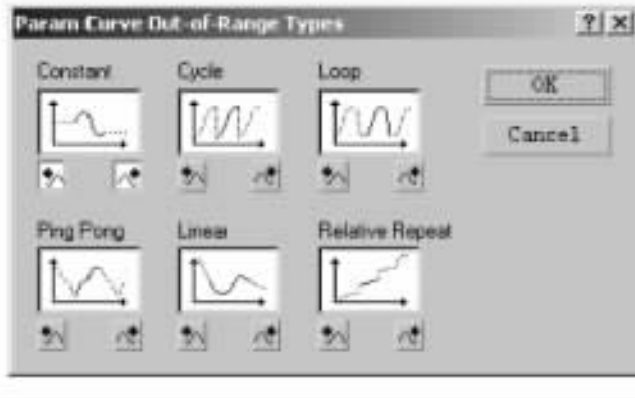 Param Curve Out-of-Range Types
Constant Cycle Loop
OK
Cancel
Ping Pong Linear Relative Repeat